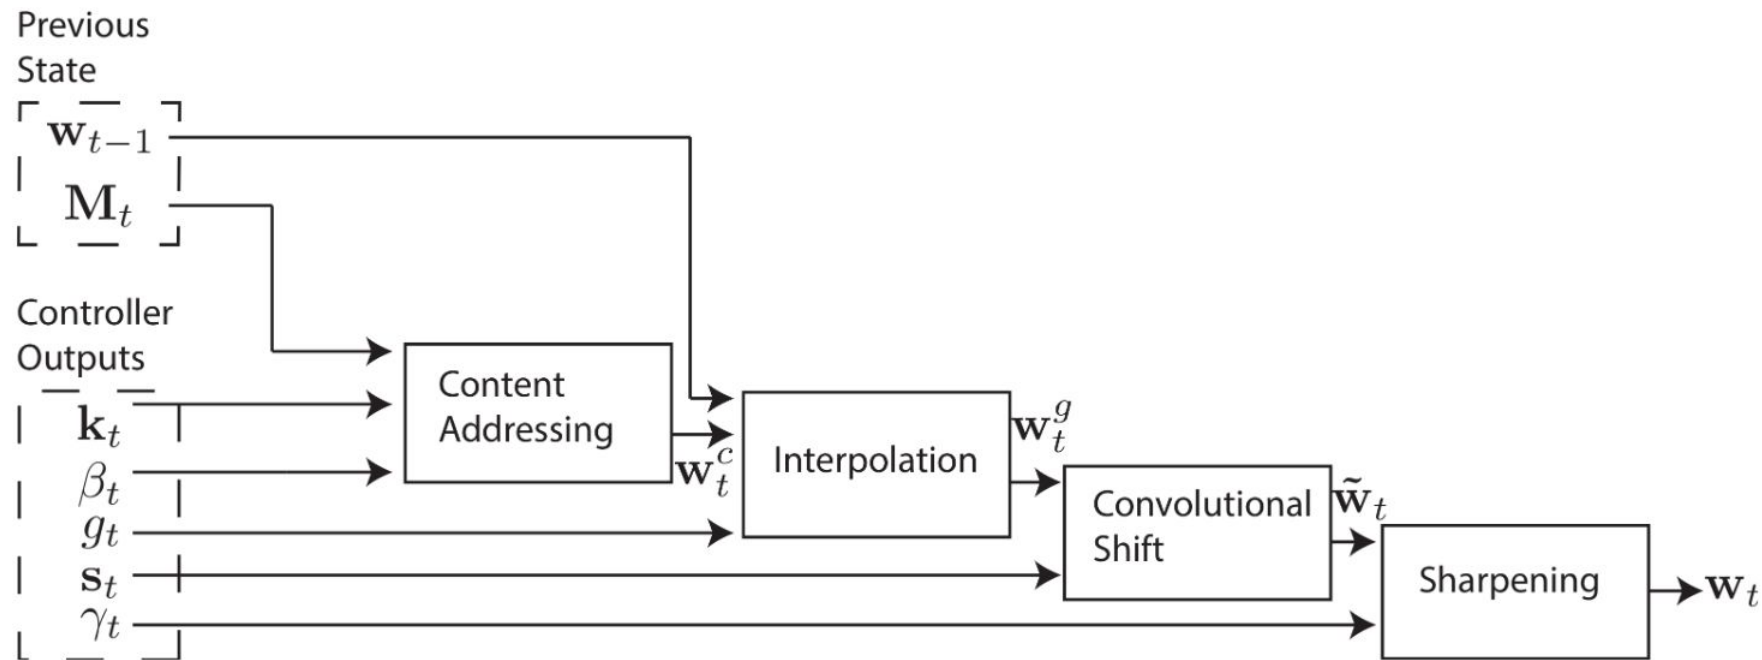 Previous
State
w_{t−1}
M_t
Controller
Outputs
k_t
β_t
g_t
s_t
γ_t
Content
Addressing
w_t^c
Interpolation
w_t^g
Convolutional
Shift
w̃_t
Sharpening
w_t